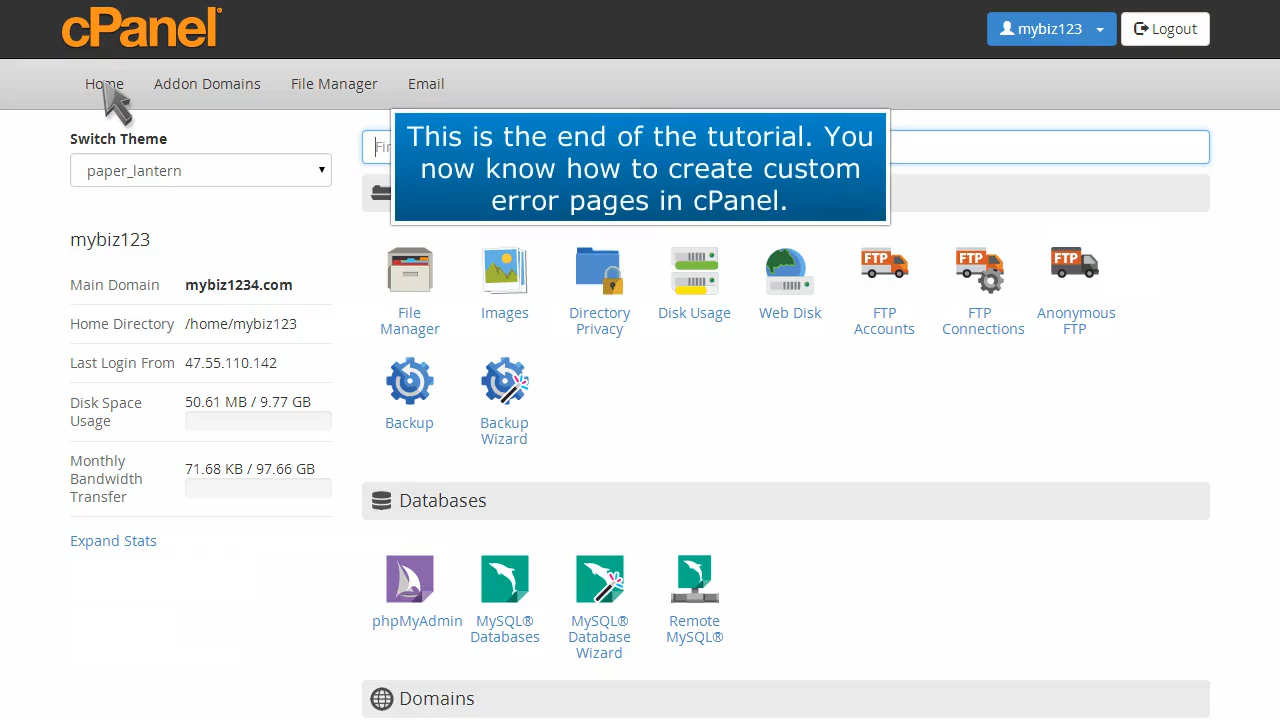 cPanel®
mybiz123
Logout
Home
Addon Domains
File Manager
Email
Switch Theme
paper_lantern
This is the end of the tutorial. You
now know how to create custom
error pages in cPanel.
mybiz123
Main Domain mybiz1234.com
Home Directory /home/mybiz123
Last Login From 47.55.110.142
Disk Space
Usage
50.61 MB / 9.77 GB
Monthly
Bandwidth
Transfer
71.68 KB / 97.66 GB
Expand Stats
File
Manager
Images
Directory
Privacy
Disk Usage
Web Disk
FTP
FTP
Accounts
FTP
FTP
Connections
FTP
Anonymous
FTP
Backup
Backup
Wizard
Databases
phpMyAdmin
MySQL®
Databases
MySQL®
Database
Wizard
Remote
MySQL®
Domains